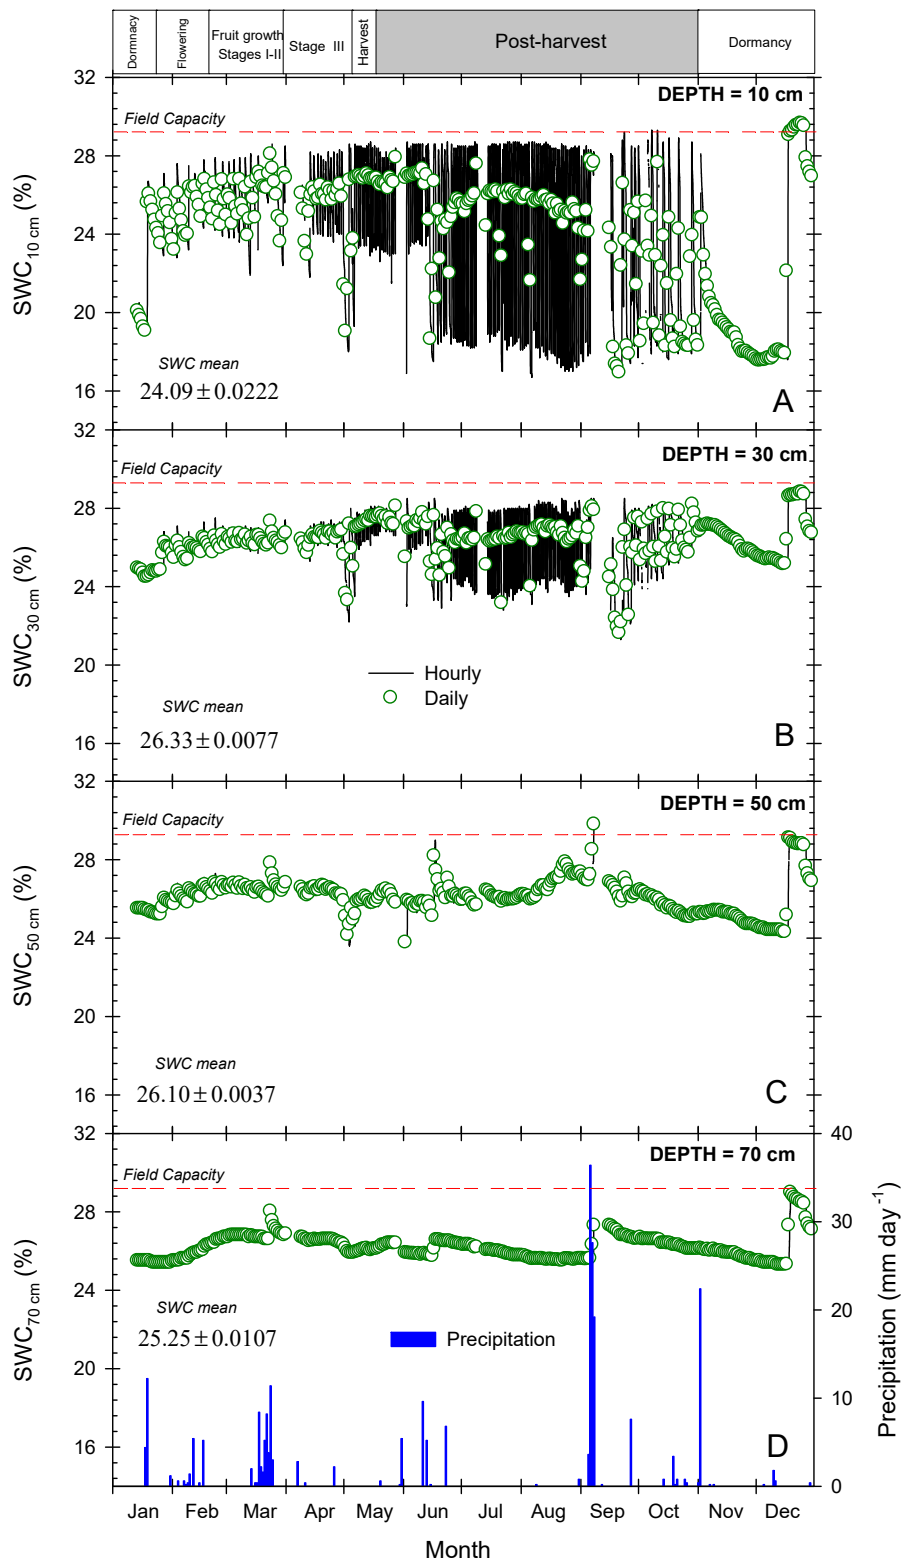 Dormnacy
Flowering
Fruit growth
Stages I-II
Stage III
Harvest
Post-harvest
Dormancy
32
DEPTH = 10 cm
Field Capacity
28
24
20
16
SWC10 cm (%)
SWC mean
24.09±0.0222
A
32
DEPTH = 30 cm
Field Capacity
28
24
20
16
SWC30 cm (%)
Hourly
Daily
SWC mean
26.33±0.0077
B
32
DEPTH = 50 cm
Field Capacity
28
24
20
16
SWC50 cm (%)
SWC mean
26.10±0.0037
C
32
40
DEPTH = 70 cm
Field Capacity
28
30
24
20
20
10
16
0
SWC70 cm (%)
SWC mean
25.25±0.0107
Precipitation
D
Precipitation (mm day-1)
Jan Feb Mar Apr May Jun Jul Aug Sep Oct Nov Dec
Month